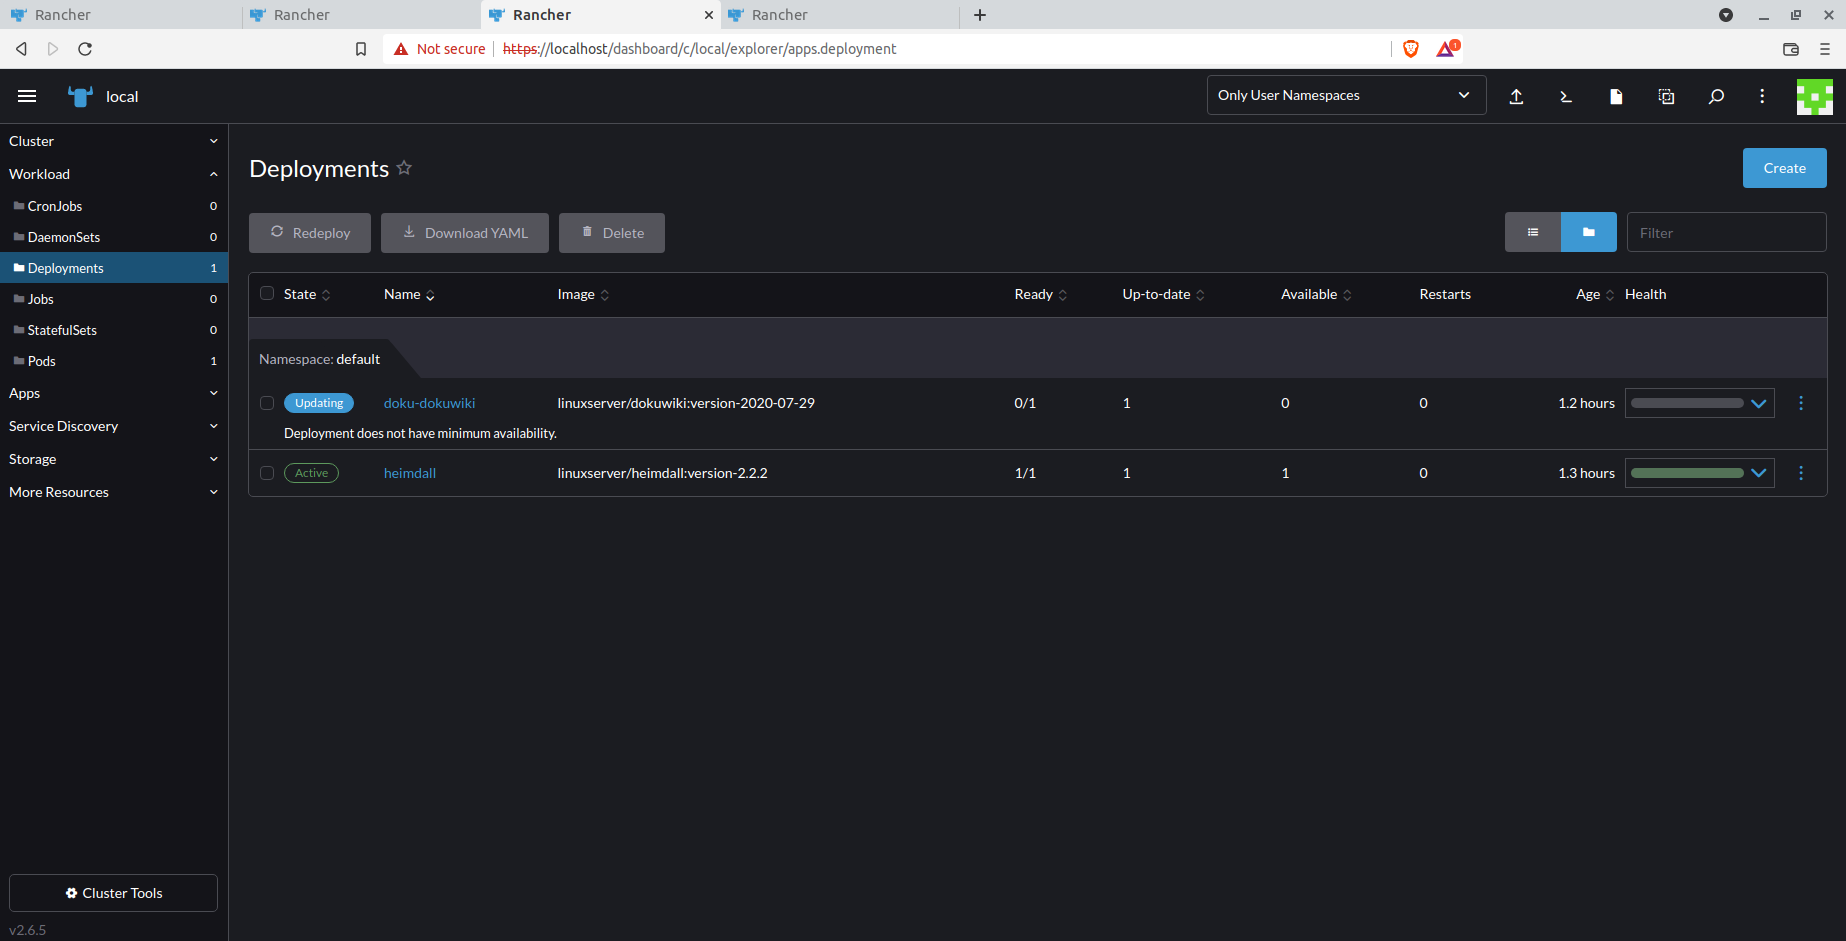 Rancher
Rancher
Rancher
Rancher
Not secure https://localhost/dashboard/c/local/explorer/apps.deployment
1
local
Only User Namespaces
Cluster
Workload
CronJobs 0
DaemonSets 0
Deployments 1
Jobs 0
StatefulSets 0
Pods 1
Apps
Service Discovery
Storage
More Resources
Cluster Tools
v2.6.5
Deployments
Create
Redeploy Download YAML Delete
Filter
State Name Image Ready Up-to-date Available Restarts Age Health
Namespace: default
Updating doku-dokuwiki linuxserver/dokuwiki:version-2020-07-29 0/1 1 0 0 1.2 hours
Deployment does not have minimum availability.
Active heimdall linuxserver/heimdall:version-2.2.2 1/1 1 1 0 1.3 hours